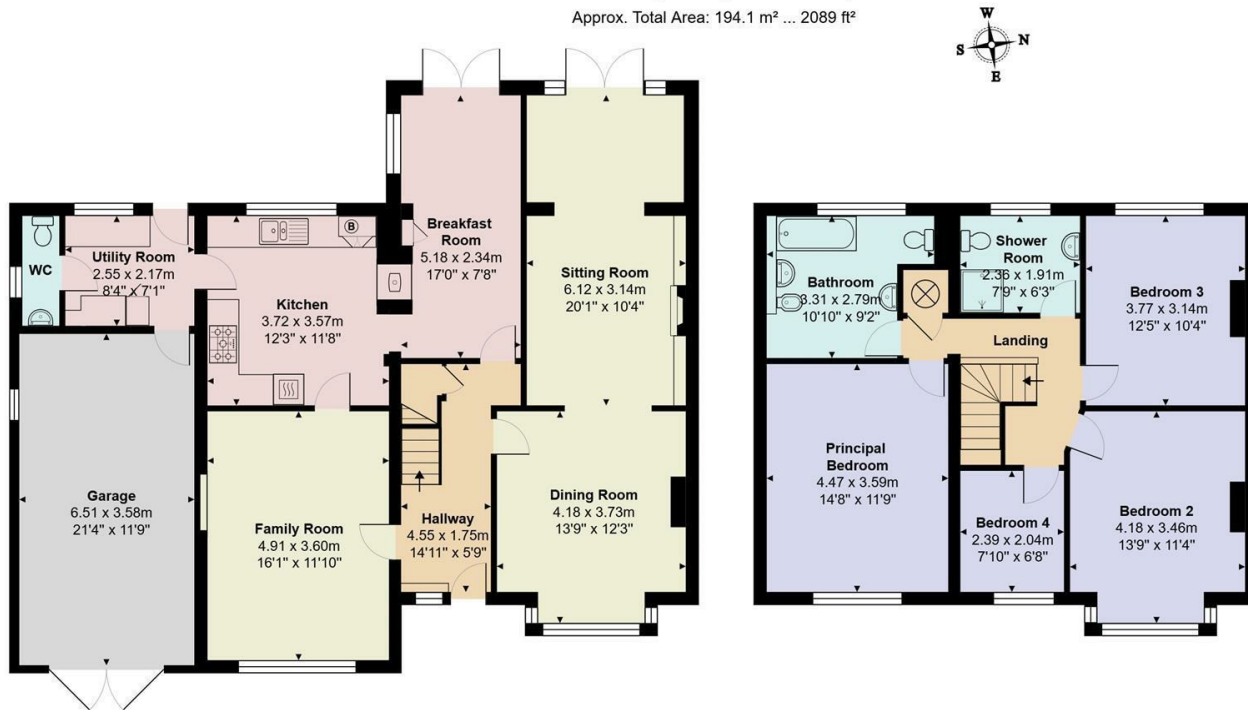 Approx. Total Area: 194.1 m² ... 2089 ft²
W
S
N
E
WC
Utility Room
2.55 x 2.17m
8'4" x 7'1"
B
Kitchen
3.72 x 3.57m
12'3" x 11'8"
Breakfast
Room
5.18 x 2.34m
17'0" x 7'8"
Sitting Room
6.12 x 3.14m
20'1" x 10'4"
Garage
6.51 x 3.58m
21'4" x 11'9"
Family Room
4.91 x 3.60m
16'1" x 11'10"
Hallway
4.55 x 1.75m
14'11" x 5'9"
Dining Room
4.18 x 3.73m
13'9" x 12'3"
Bathroom
3.31 x 2.79m
10'10" x 9'2"
Shower
Room
2.36 x 1.91m
7'9" x 6'3"
Bedroom 3
3.77 x 3.14m
12'5" x 10'4"
Landing
Principal
Bedroom
4.47 x 3.59m
14'8" x 11'9"
Bedroom 4
2.39 x 2.04m
7'10" x 6'8"
Bedroom 2
4.18 x 3.46m
13'9" x 11'4"